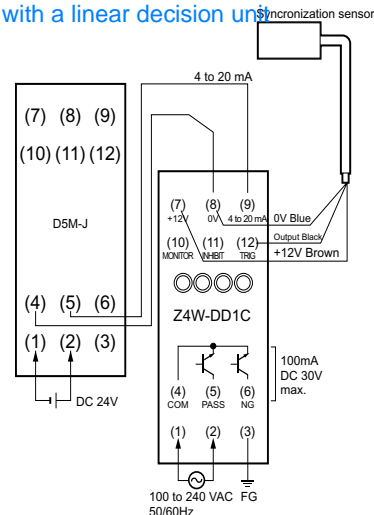 with a linear decision unit
Syncronization sensor
4 to 20 mA
(7) (8) (9)
(10) (11) (12)
D5M-J
(4) (5) (6)
(1) (2) (3)
DC 24V
(7) (8) (9)
+12V 0V 4 to 20 mA
0V Blue
(10) (11) (12)
MONITOR INHBIT TRIG
Output Black
+12V Brown
Z4W-DD1C
(4) (5) (6)
COM PASS NG
100mA
DC 30V
max.
(1) (2) (3)
100 to 240 VAC
50/60Hz
FG